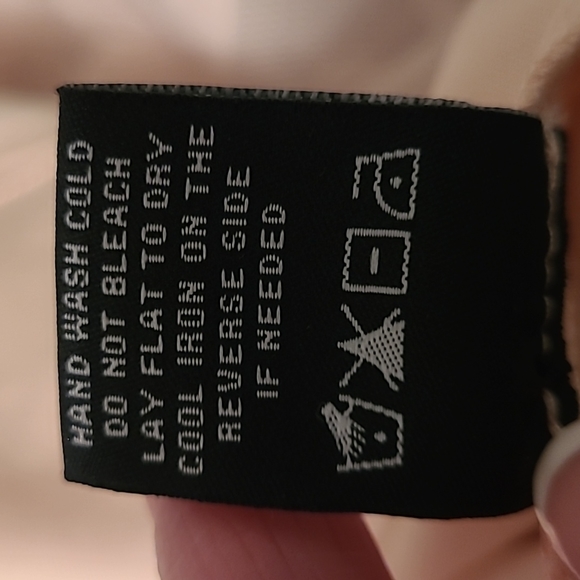 HAND WASH COLD
DO NOT BLEACH
LAY FLAT TO DRY
COOL IRON ON THE
REVERSE SIDE
IF NEEDED